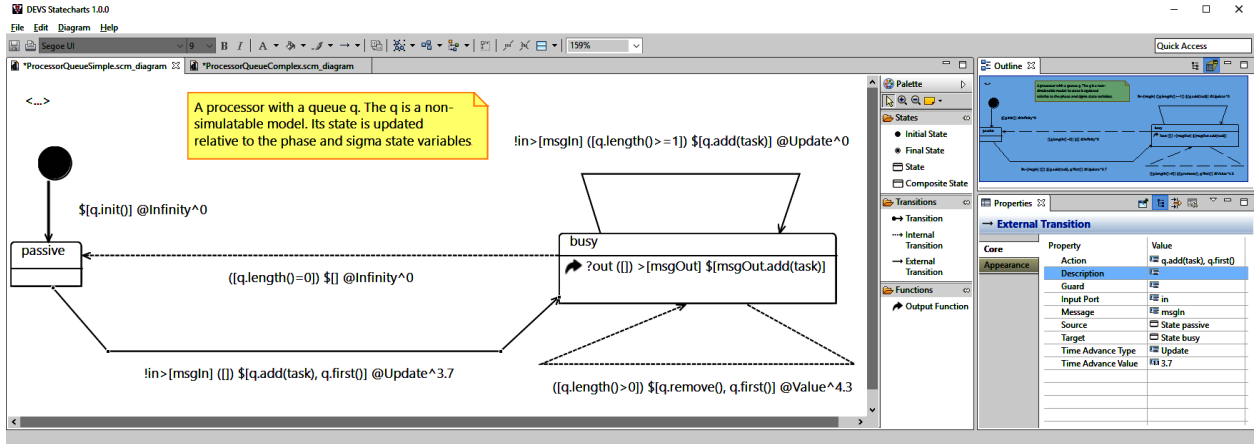 DEVS Statecharts 1.0.0
File Edit Diagram Help
Segoe UI 9 B I A 159% Quick Access
*ProcessorQueueSimple.scm_diagram *ProcessorQueueComplex.scm_diagram
<...>
A processor with a queue q. The q is a non-
simulatable model. Its state is updated
relative to the phase and sigma state variables
!in>[msgIn] ([q.length()>=1]) $[q.add(task)] @Update^0
$[q.init()] @Infinity^0
passive
busy
?out ([]) >[msgOut] $[msgOut.add(task)]
([q.length()=0]) $[] @Infinity^0
!in>[msgIn] ([]) $[q.add(task), q.first()] @Update^3.7
([q.length()>0]) $[q.remove(), q.first()] @Value^4.3
Palette
States
Initial State
Final State
State
Composite State
Transitions
Transition
Internal
Transition
External
Transition
Functions
Output Function
Outline
passive
busy
Properties
External Transition
Core
Appearance
Property Value
Action q.add(task), q.first()
Description
Guard
Input Port in
Message msgIn
Source State passive
Target State busy
Time Advance Type Update
Time Advance Value 3.7